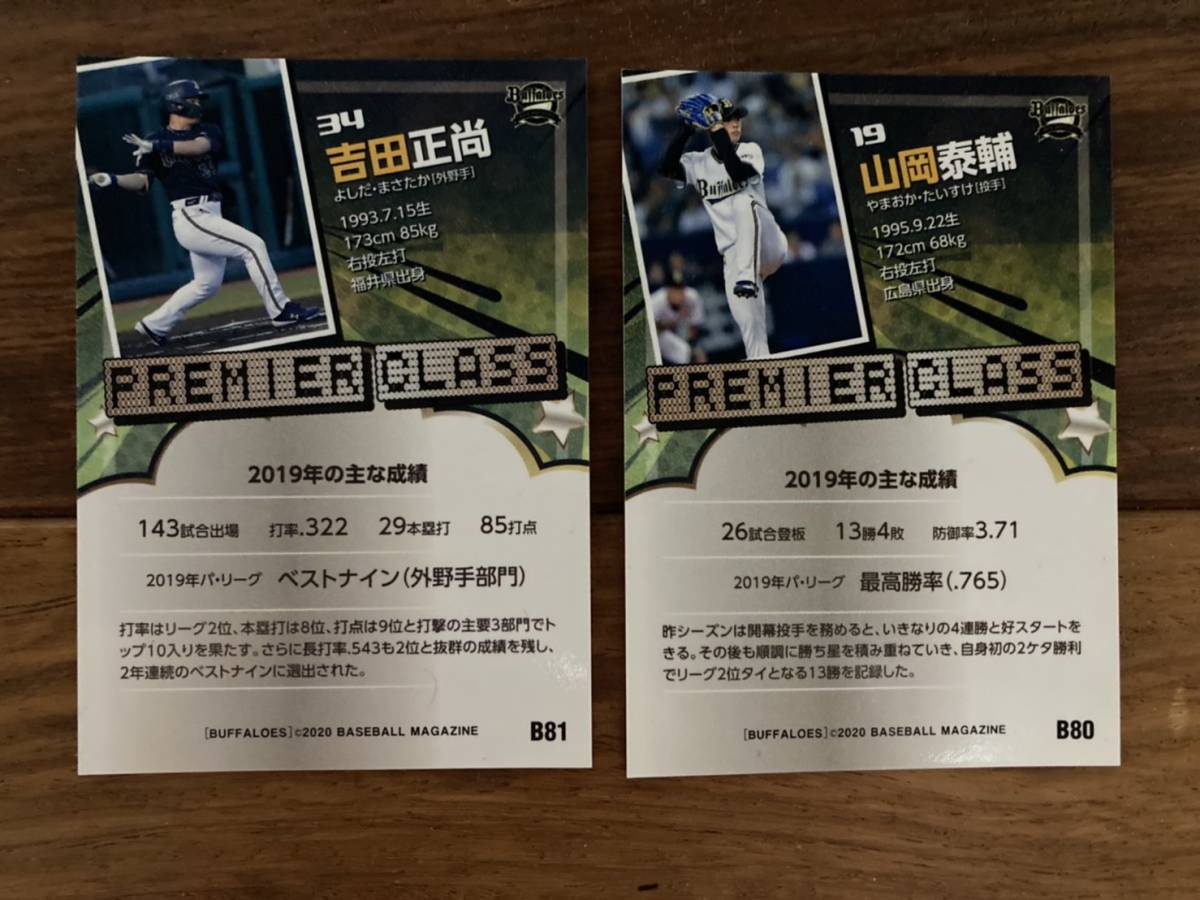 34
Buffaloes
吉田正尚
よしだ・まさたか[外野手]
1993.7.15生
173cm 85kg
右投左打
福井県出身
PREMIER CLASS
2019年の主な成績
143試合出場 打率.322 29本塁打 85打点
2019年パ・リーグ ベストナイン(外野手部門)
打率はリーグ2位、本塁打は8位、打点は9位と打撃の主要3部門でト
ップ10入りを果たす。さらに長打率.543も2位と抜群の成績を残し、
2年連続のベストナインに選出された。
[BUFFALOES]©2020 BASEBALL MAGAZINE B81
19
Buffaloes
山岡泰輔
やまおか・たいすけ[投手]
1995.9.22生
172cm 68kg
右投左打
広島県出身
Buffaloes
PREMIER CLASS
2019年の主な成績
26試合登板 13勝4敗 防御率3.71
2019年パ・リーグ 最高勝率(.765)
昨シーズンは開幕投手を務めると、いきなりの4連勝と好スタートを
きる。その後も順調に勝ち星を積み重ねていき、自身初の2ケタ勝利
でリーグ2位タイとなる13勝を記録した。
[BUFFALOES]©2020 BASEBALL MAGAZINE B80